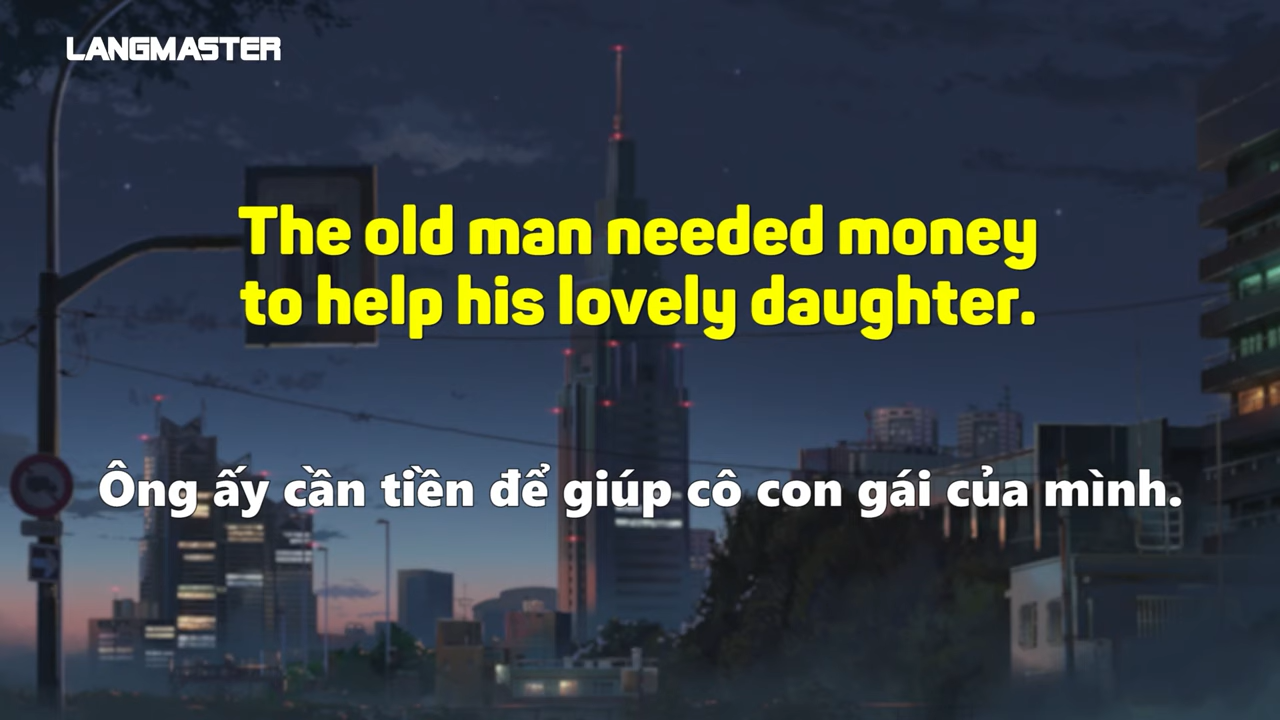 LANGMASTER
The old man needed money
to help his lovely daughter.
Ông ấy cần tiền để giúp cô con gái của mình.